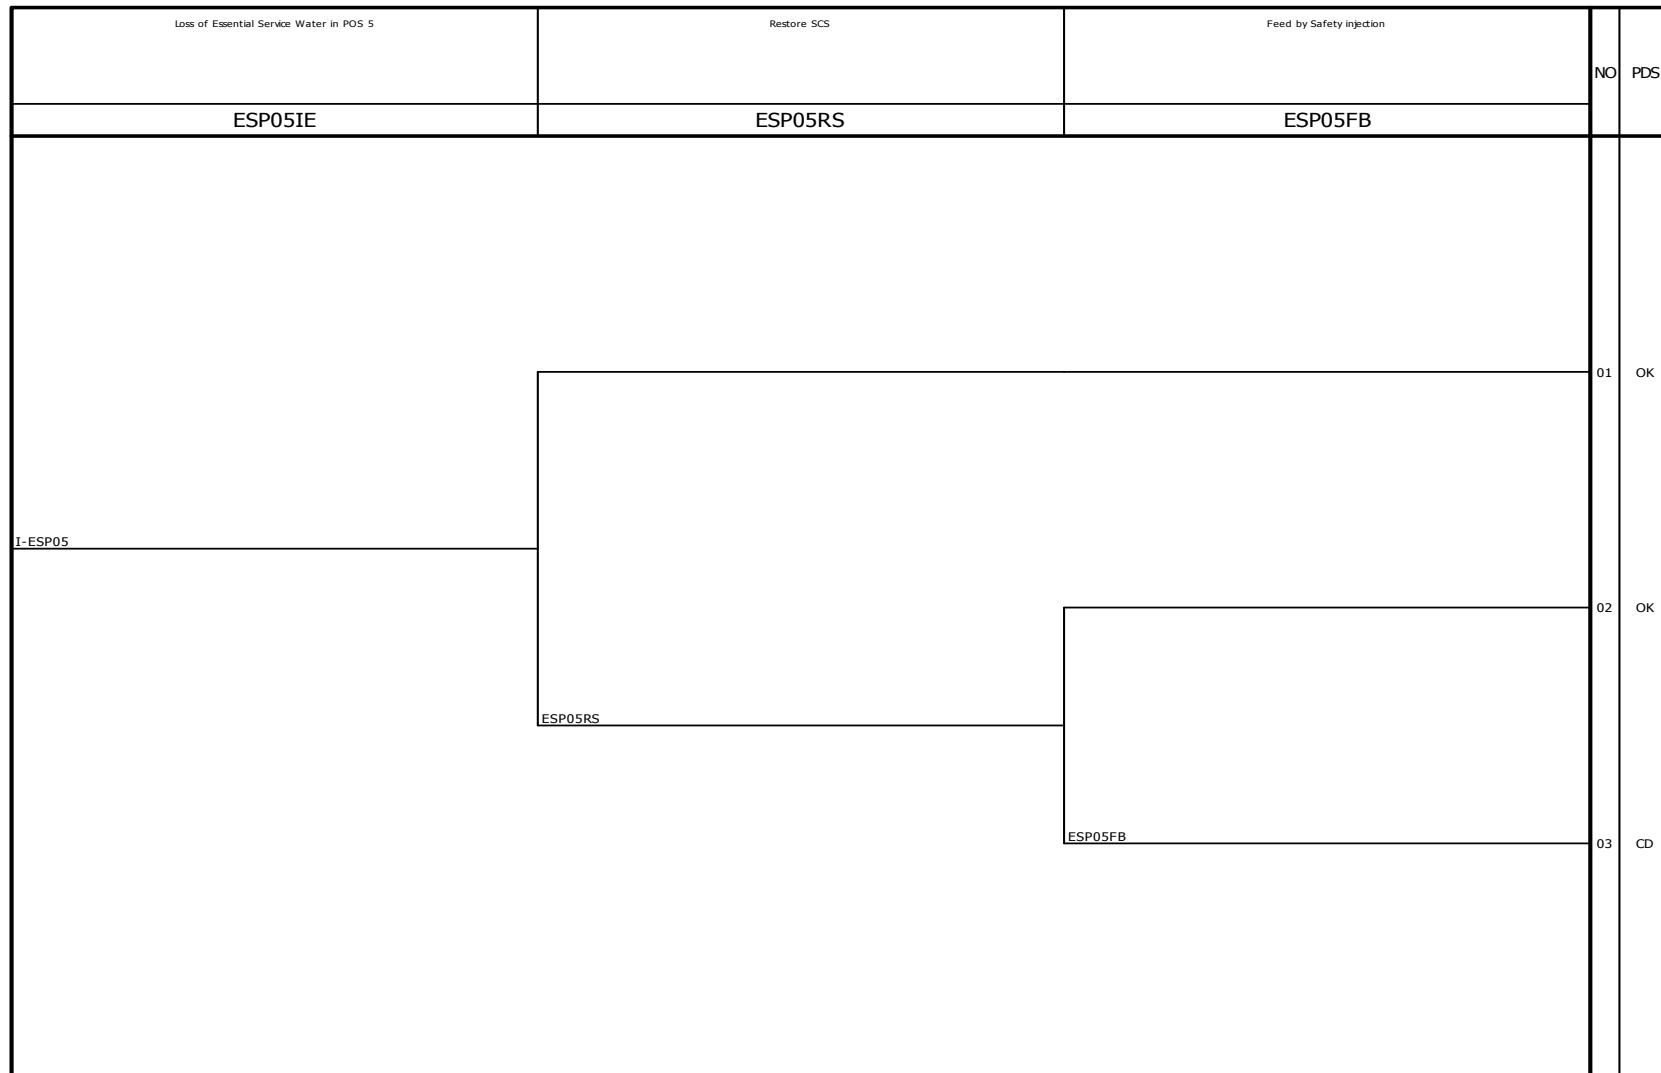 Loss of Essential Service Water in POS 5
Restore SCS
Feed by Safety injection
NO
PDS
ESP05IE
ESP05RS
ESP05FB
01
OK
I-ESP05
02
OK
ESP05RS
ESP05FB
03
CD